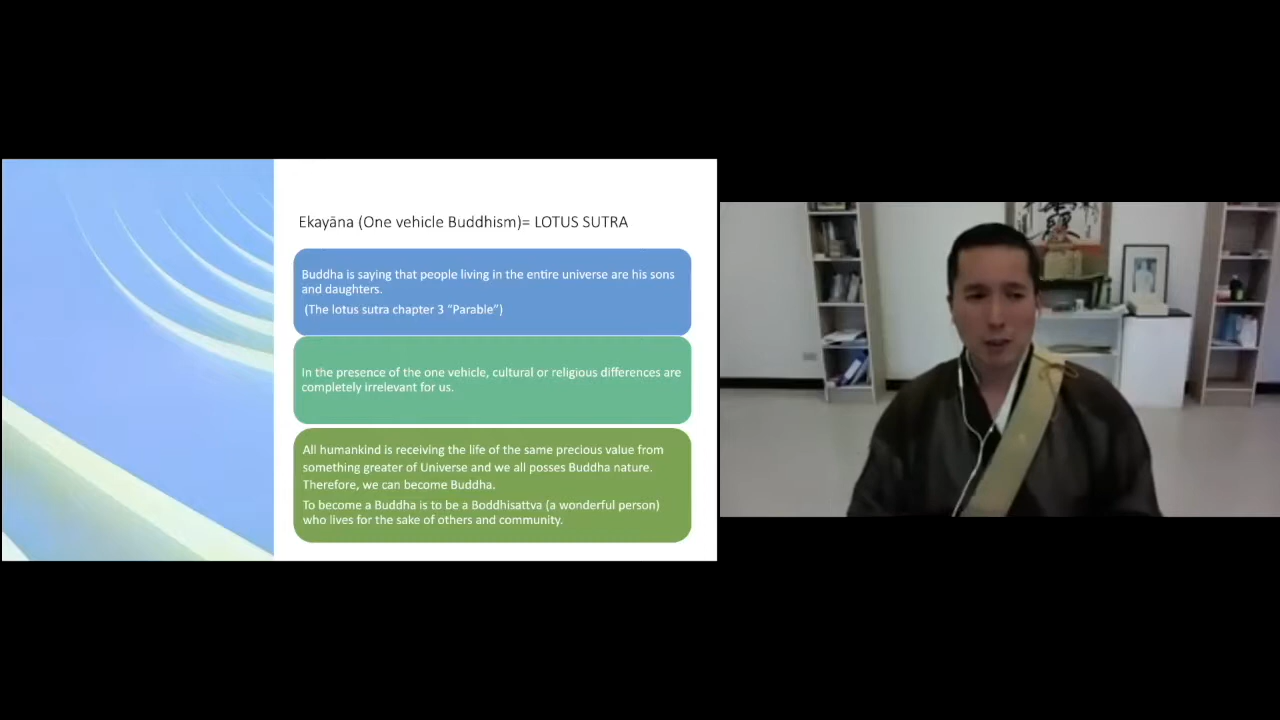 Ekayāna (One vehicle Buddhism)= LOTUS SUTRA
Buddha is saying that people living in the entire universe are his sons
and daughters.
(The lotus sutra chapter 3 "Parable")
In the presence of the one vehicle, cultural or religious differences are
completely irrelevant for us.
All humankind is receiving the life of the same precious value from
something greater of Universe and we all posses Buddha nature.
Therefore, we can become Buddha.
To become a Buddha is to be a Boddhisattva (a wonderful person)
who lives for the sake of others and community.